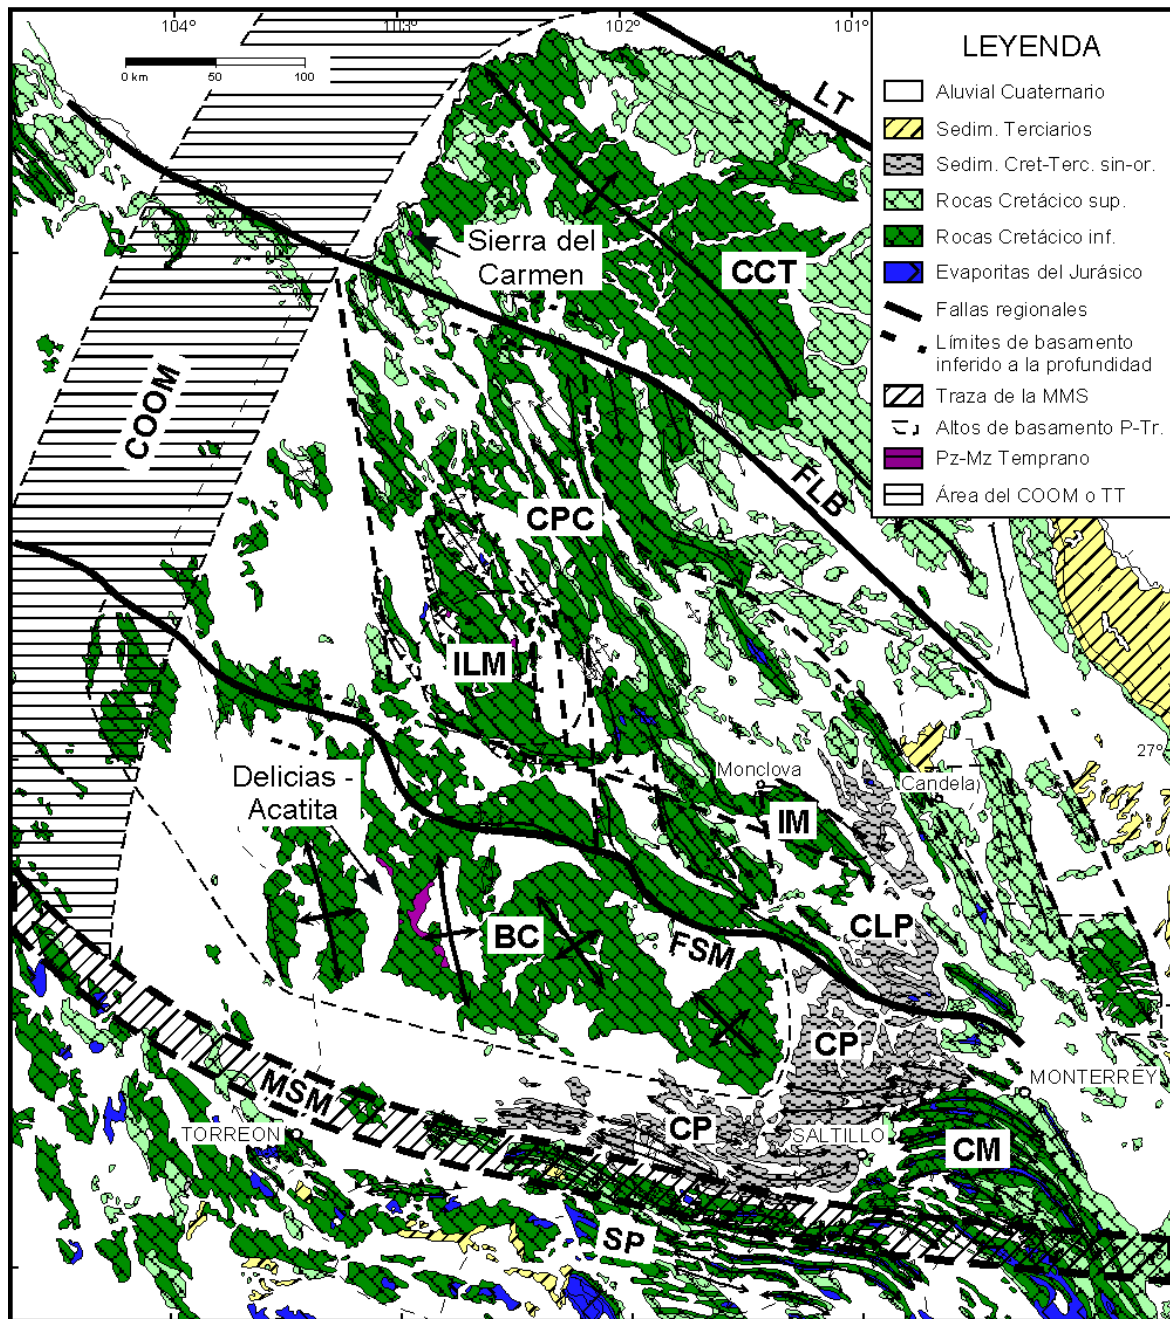 104°
103°
102°
101°
0 km 50 100
LEYENDA
Aluvial Cuaternario
Sedim. Terciarios
Sedim. Cret-Terc. sin-or.
Rocas Cretácico sup.
Rocas Cretácico inf.
Evaporitas del Jurásico
Fallas regionales
Límites de basamento
inferido a la profundidad
Traza de la MMS
Altos de basamento P-Tr.
Pz-Mz Temprano
Área del COOM o TT
LT
Sierra del
Carmen
CCT
COOM
FLB
CPC
ILM
27°
Monclova
Candela
Delicias -
Acatita
IM
BC
FSM
CLP
CP
MONTERREY
MSM
TORREON
CP
SALTILLO
CM
SP